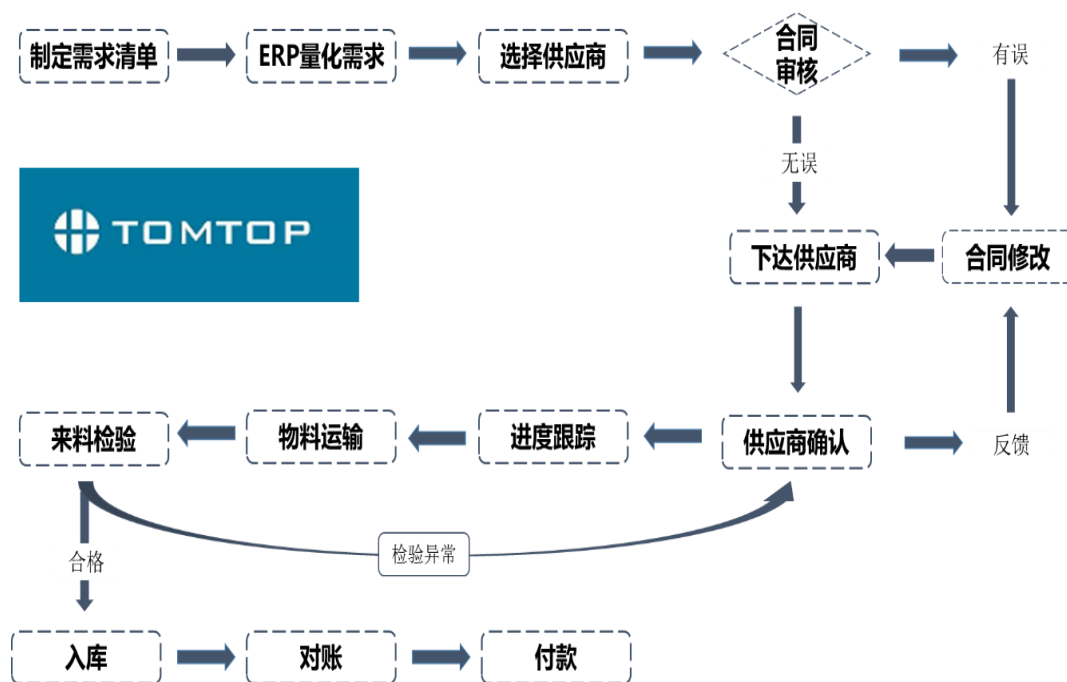 制定需求清单
ERP量化需求
选择供应商
合同
审核
有误
无误
TOMTOP
下达供应商
合同修改
来料检验
物料运输
进度跟踪
供应商确认
反馈
检验异常
合格
入库
对账
付款